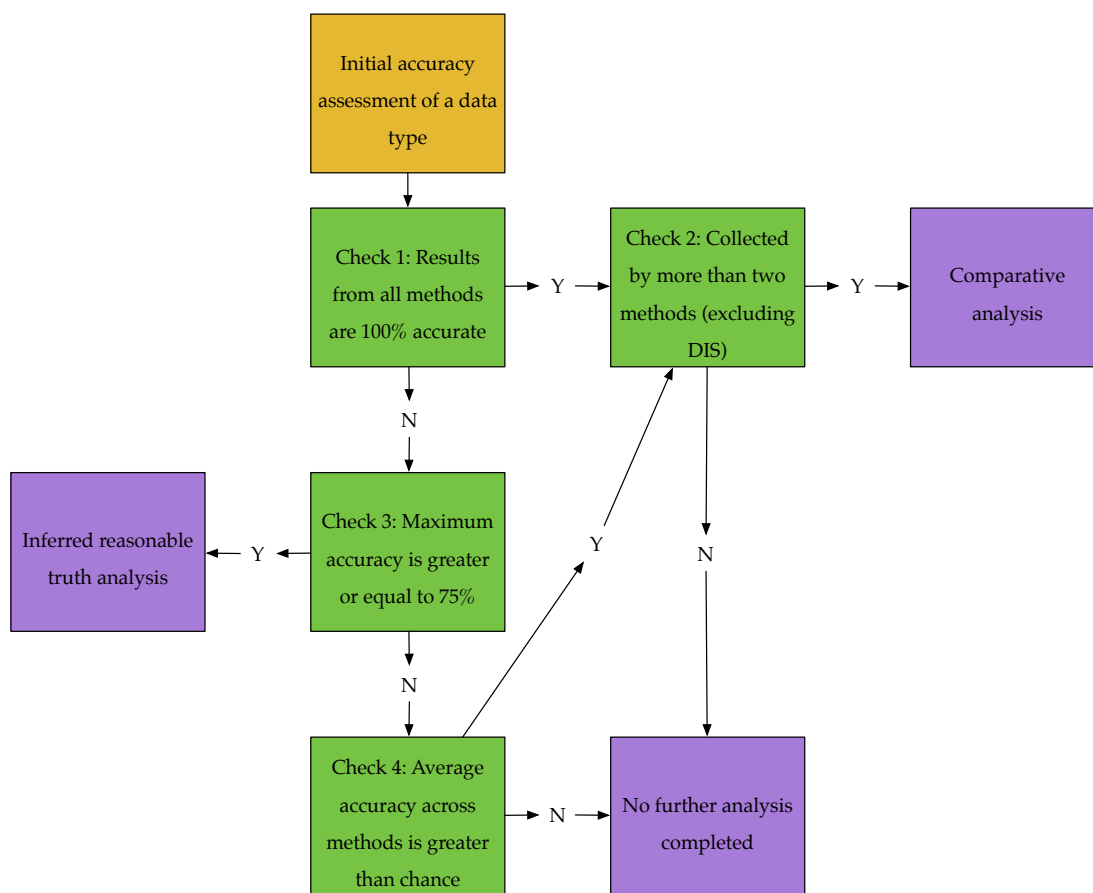 Initial accuracy
assessment of a data
type
Check 1: Results
from all methods
are 100% accurate
Y
Check 2: Collected
by more than two
methods (excluding
DIS)
Y
Comparative
analysis
N
Inferred reasonable
truth analysis
Y
Check 3: Maximum
accuracy is greater
or equal to 75%
Y
N
N
Check 4: Average
accuracy across
methods is greater
than chance
N
No further analysis
completed